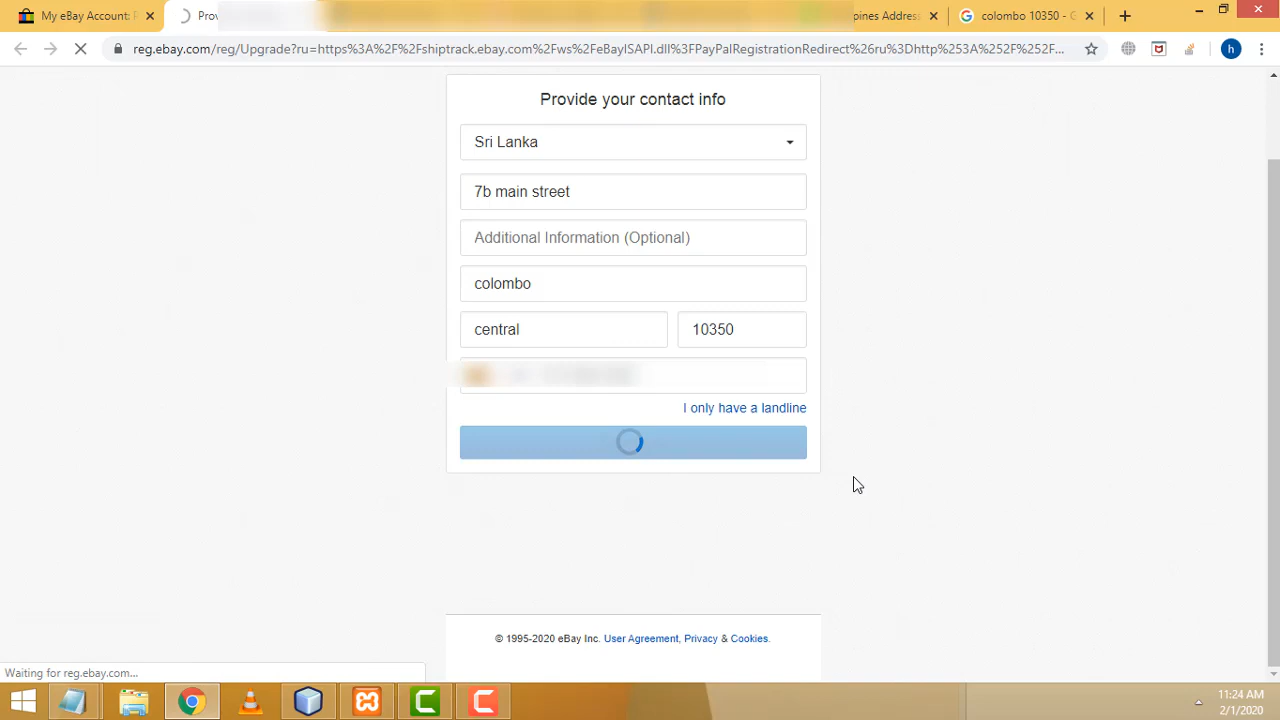 My eBay Account: F
Prov
pines Address
colombo 10350 - G
reg.ebay.com/reg/Upgrade?ru=https%3A%2F%2Fshiptrack.ebay.com%2Fws%2FeBayISAPI.dll%3FPayPalRegistrationRedirect%26ru%3Dhttp%253A%252F%252F...
h
Provide your contact info
Sri Lanka
7b main street
Additional Information (Optional)
colombo
central
10350
I only have a landline
© 1995-2020 eBay Inc. User Agreement, Privacy & Cookies.
Waiting for reg.ebay.com...
11:24 AM
2/1/2020